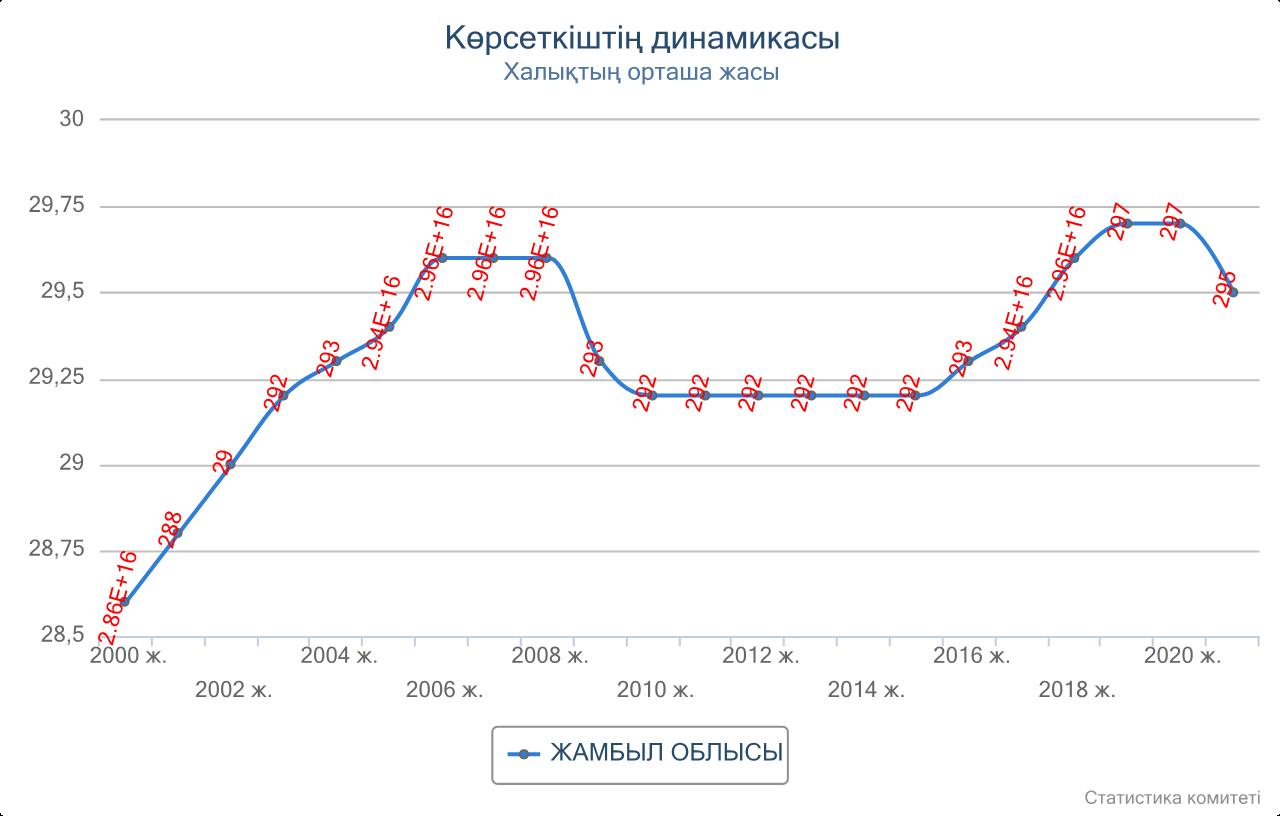 Көрсеткіштің динамикасы
Халықтың орташа жасы
30
29,75
29,5
29,25
29
28,75
28,5
2.86E+16
288
29
292
293
2.94E+16
2.96E+16
2.96E+16
2.96E+16
293
292
292
292
292
292
292
293
2.94E+16
2.96E+16
297
297
295
2000 ж.
2004 ж.
2008 ж.
2012 ж.
2016 ж.
2020 ж.
2002 ж.
2006 ж.
2010 ж.
2014 ж.
2018 ж.
ЖАМБЫЛ ОБЛЫСЫ
Статистика комитеті